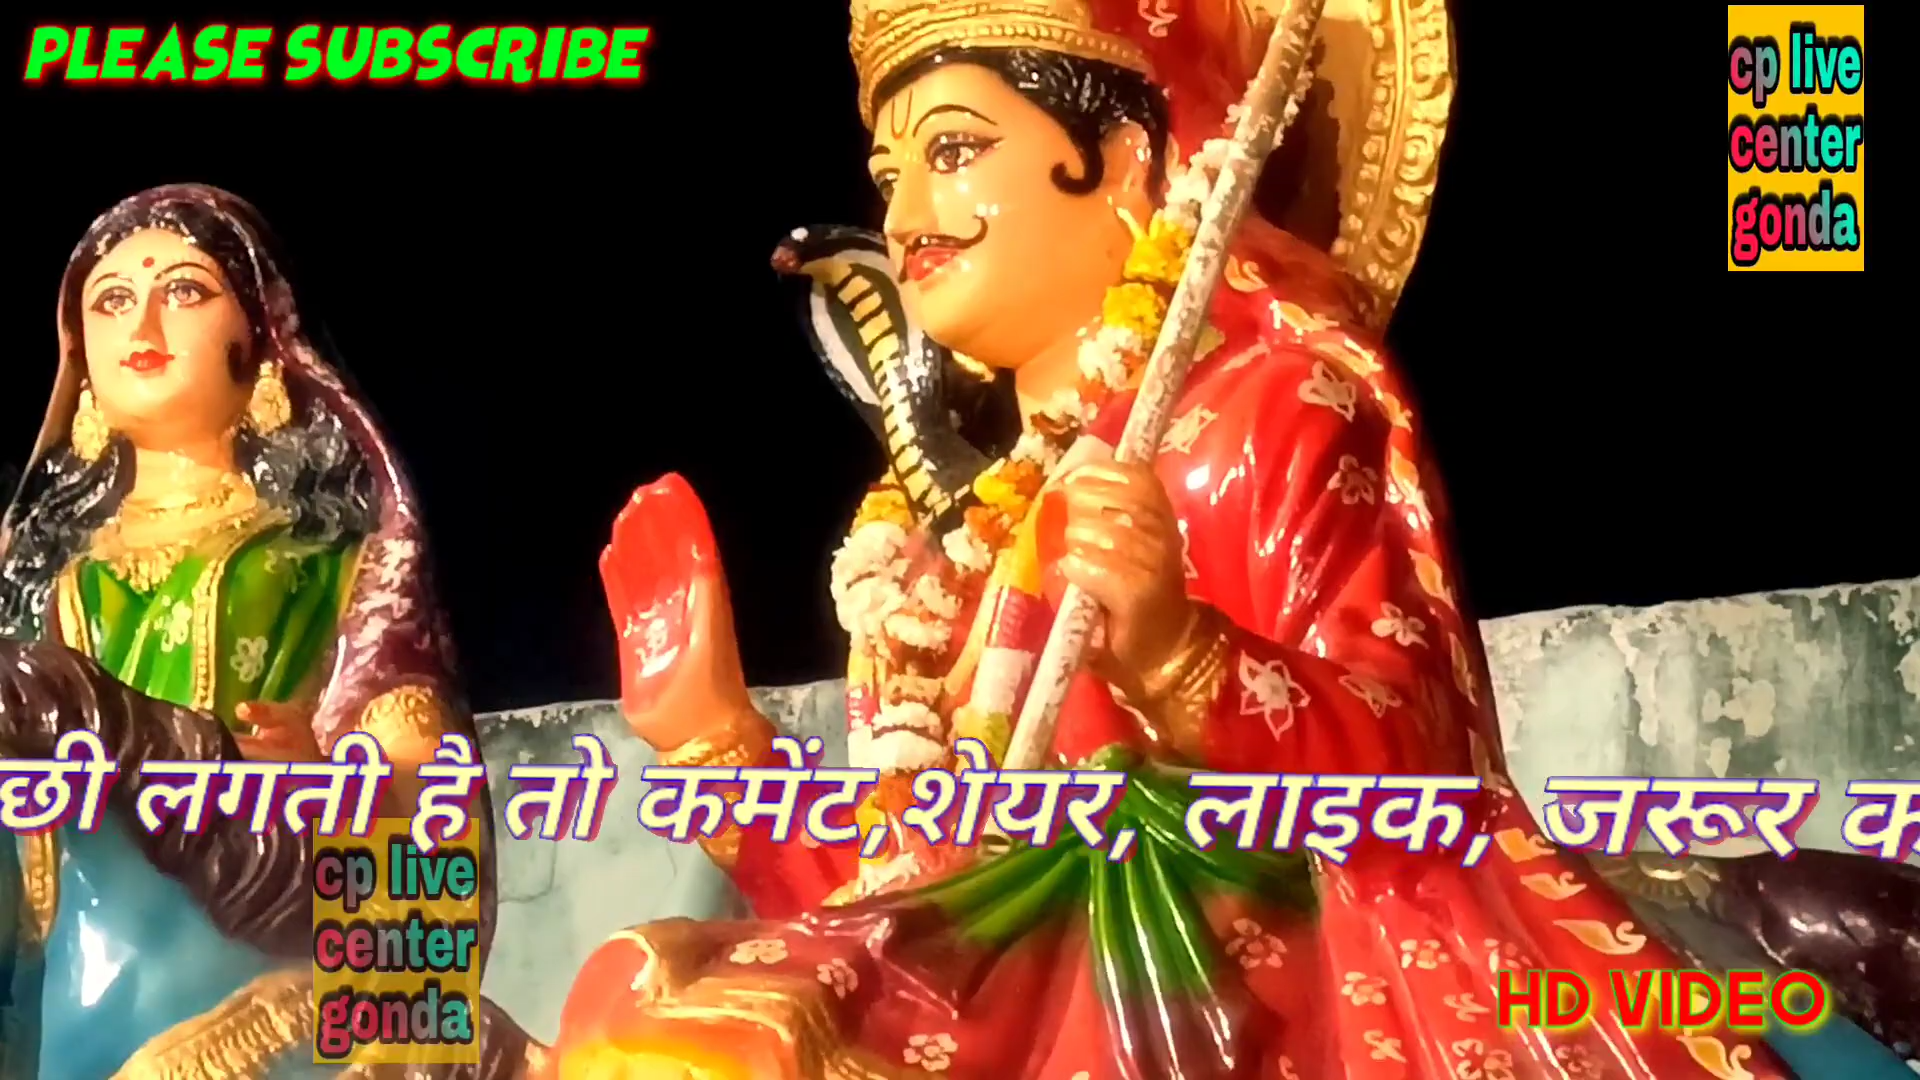 PLEASE SUBSCRIBE
cp live
center
gonda
लगती है तो कमेंट,शेयर, लाइक, जरूर
cp live
center
gonda
HD VIDEO